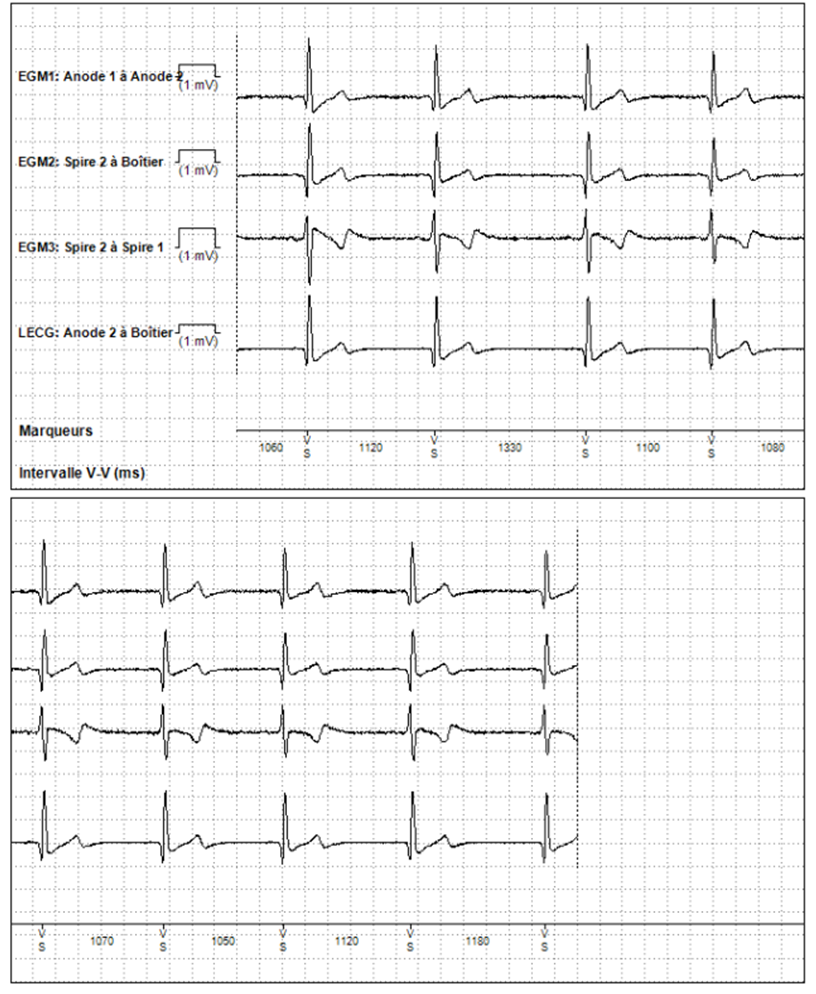 EGM1: Anode 1 à Anode 2
(1 mV)
EGM2: Spire 2 à Boîtier
(1 mV)
EGM3: Spire 2 à Spire 1
(1 mV)
LECG: Anode 2 à Boîtier
(1 mV)
Marqueurs
1060 V S 1120 V S 1330 V S 1100 V S 1080
Intervalle V-V (ms)
V S 1070 V S 1050 V S 1120 V S 1180 V S